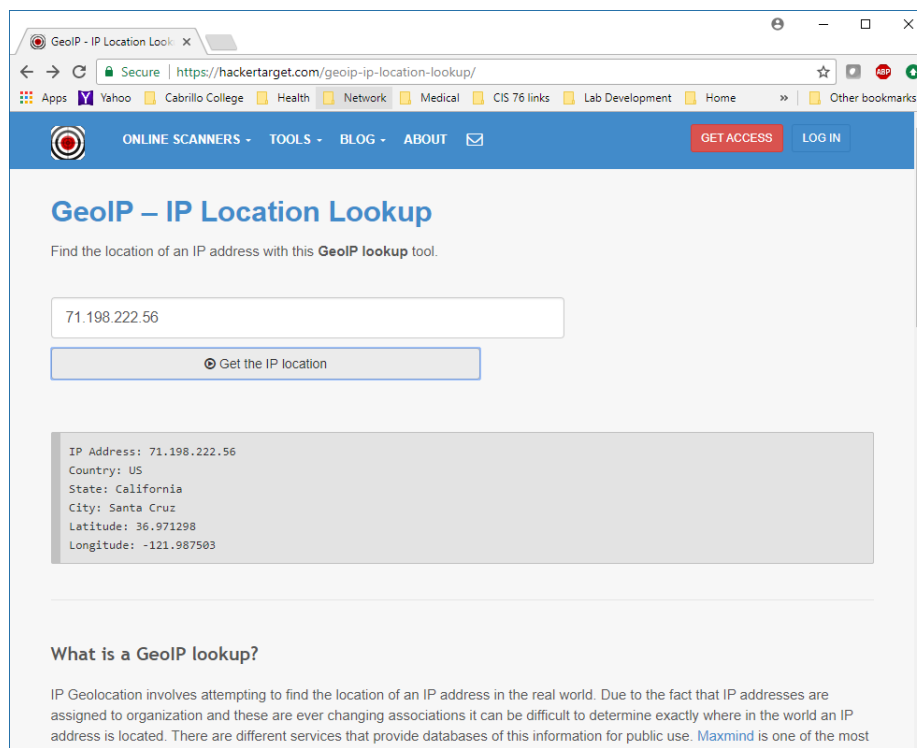 GeoIP - IP Location Look
Secure | https://hackertarget.com/geoip-ip-location-lookup/
ABP
Apps Yahoo Cabrillo College Health Network Medical CIS 76 links Lab Development Home » Other bookmarks
ONLINE SCANNERS TOOLS BLOG ABOUT GET ACCESS LOG IN
GeoIP – IP Location Lookup
Find the location of an IP address with this GeoIP lookup tool.
71.198.222.56
Get the IP location
IP Address: 71.198.222.56
Country: US
State: California
City: Santa Cruz
Latitude: 36.971298
Longitude: -121.987503
What is a GeoIP lookup?
IP Geolocation involves attempting to find the location of an IP address in the real world. Due to the fact that IP addresses are
assigned to organization and these are ever changing associations it can be difficult to determine exactly where in the world an IP
address is located. There are different services that provide databases of this information for public use. Maxmind is one of the most